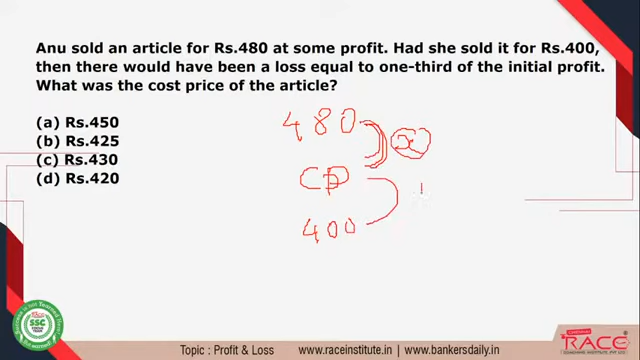 Anu sold an article for Rs.480 at some profit. Had she sold it for Rs.400,
then there would have been a loss equal to one-third of the initial profit.
What was the cost price of the article?
(a) Rs.450
(b) Rs.425
(c) Rs.430
(d) Rs.420
480
x
CP
400
SSC
RACE
Topic : Profit & Loss
www.raceinstitute.in | www.bankersdaily.in